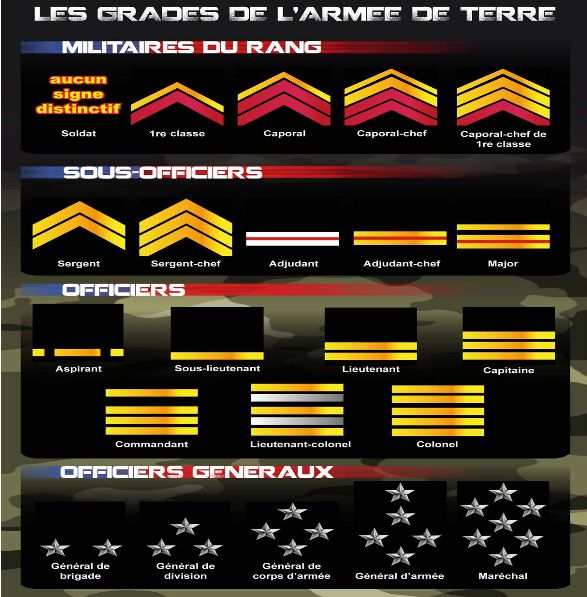 LES GRADES DE L'ARMEE DE TERRE
MILITAIRES DU RANG
aucun
signe
distinctif
Soldat
1re classe
Caporal
Caporal-chef
Caporal-chef de
1re classe
SOUS-OFFICIERS
Sergent
Sergent-chef
Adjudant
Adjudant-chef
Major
OFFICIERS
Aspirant
Sous-lieutenant
Lieutenant
Capitaine
Commandant
Lieutenant-colonel
Colonel
OFFICIERS GENERAUX
Général de
brigade
Général de
division
Général de
corps d'armée
Général d'armée
Maréchal